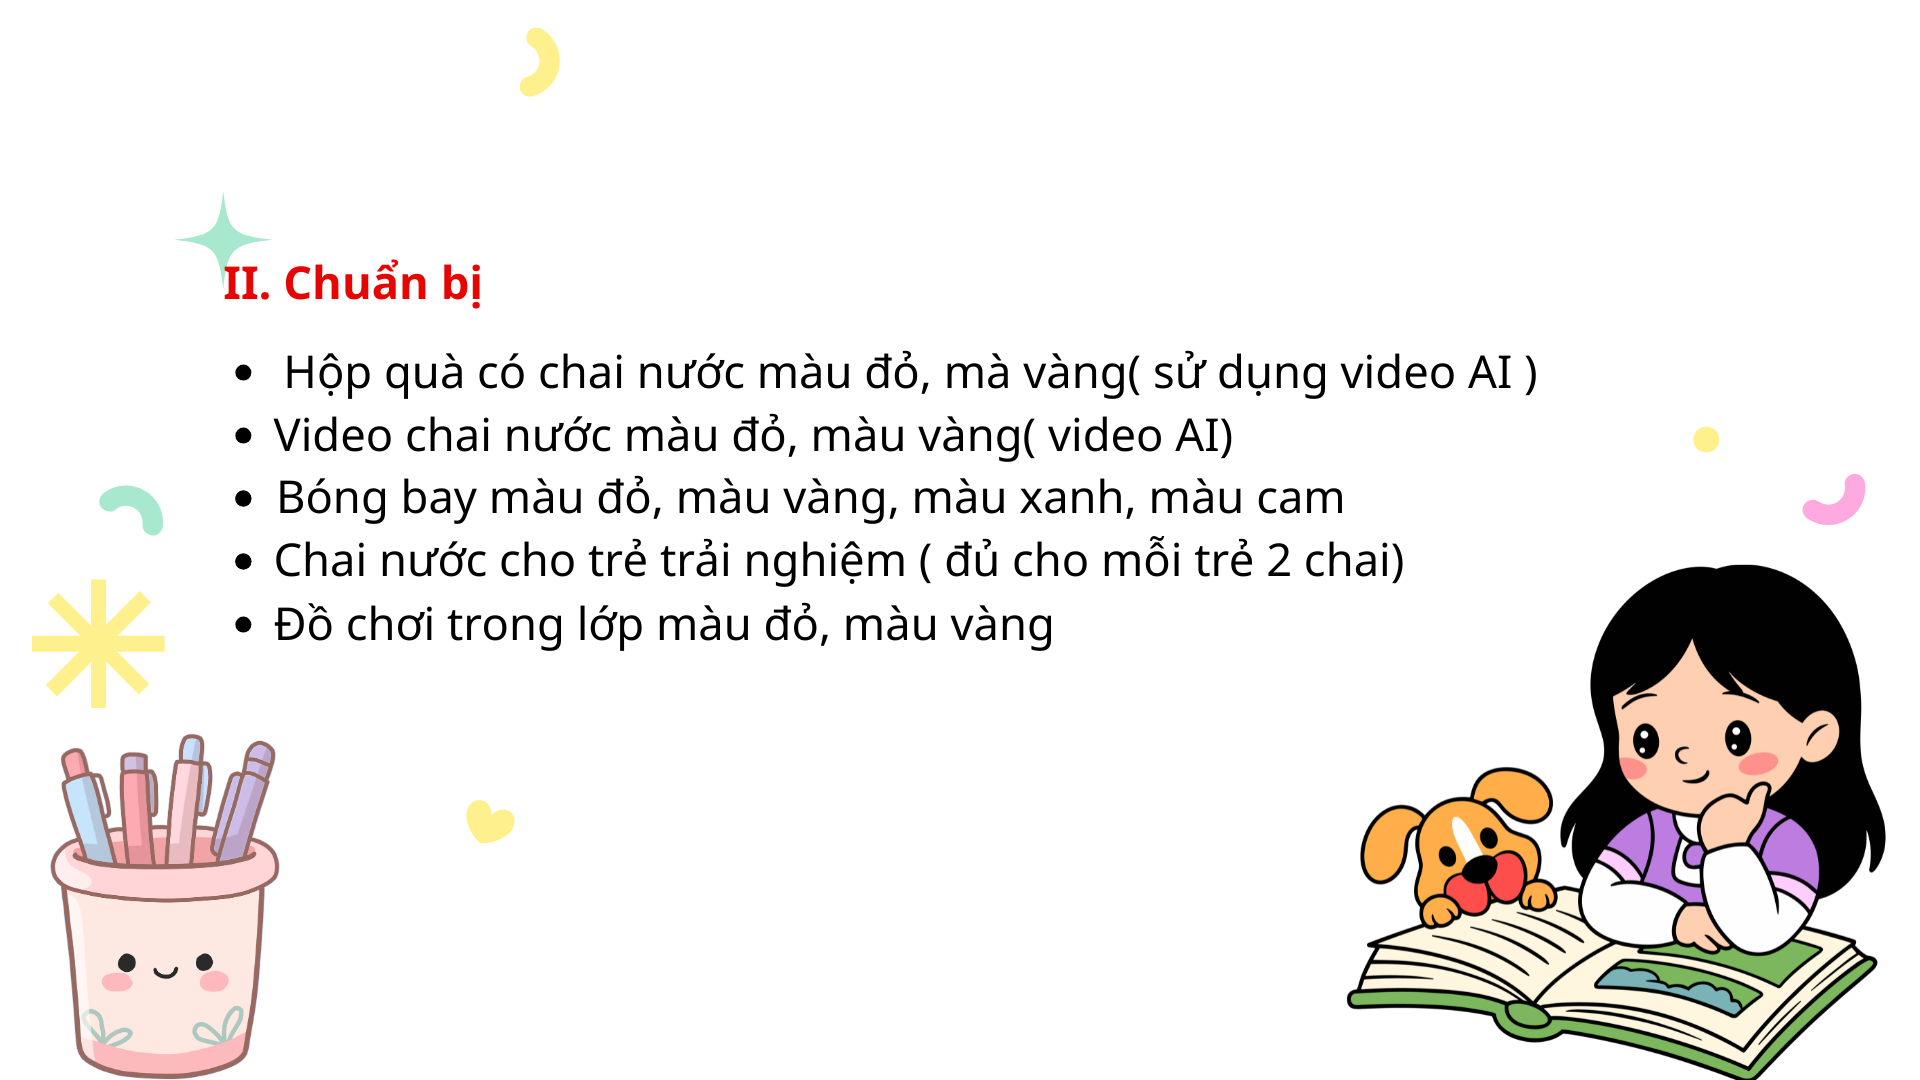 II. Chuẩn bị
• Hộp quà có chai nước màu đỏ, mà vàng( sử dụng video AI )
• Video chai nước màu đỏ, màu vàng( video AI)
• Bóng bay màu đỏ, màu vàng, màu xanh, màu cam
• Chai nước cho trẻ trải nghiệm ( đủ cho mỗi trẻ 2 chai)
• Đồ chơi trong lớp màu đỏ, màu vàng